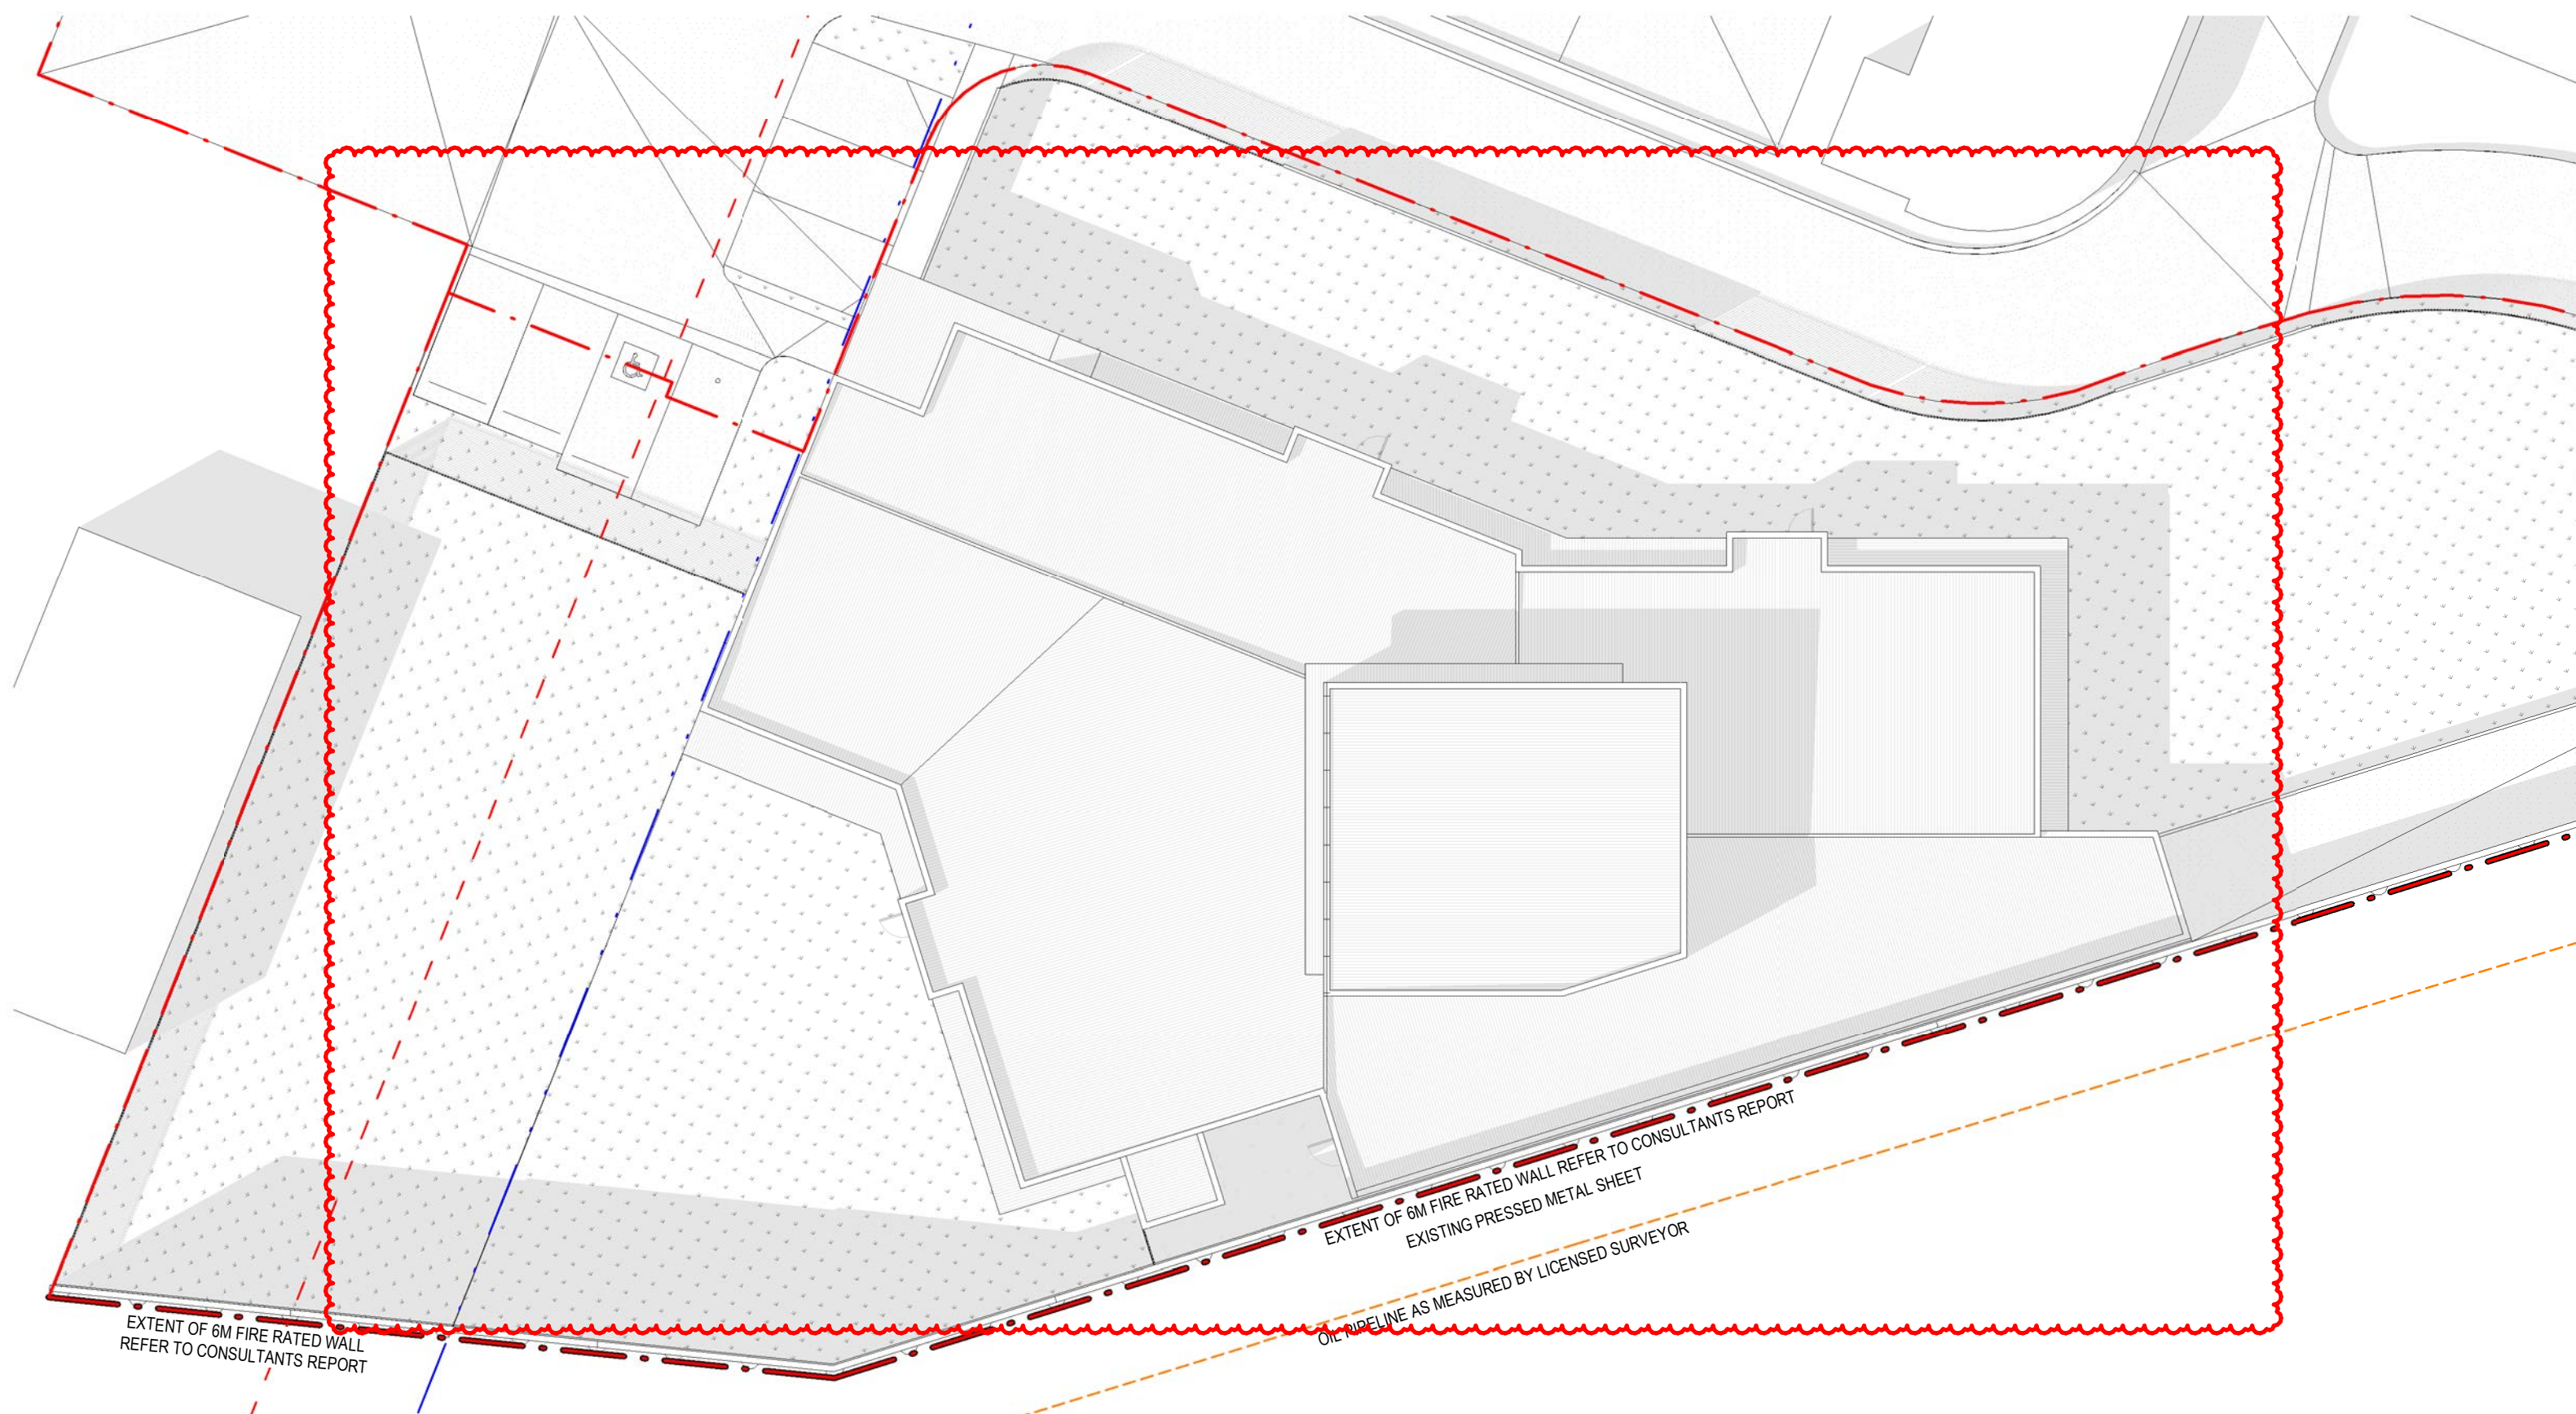 EXTENT OF 6M FIRE RATED WALL REFER TO CONSULTANTS REPORT
EXISTING PRESSED METAL SHEET
OIL PIPELINE AS MEASURED BY LICENSED SURVEYOR
EXTENT OF 6M FIRE RATED WALL
REFER TO CONSULTANTS REPORT